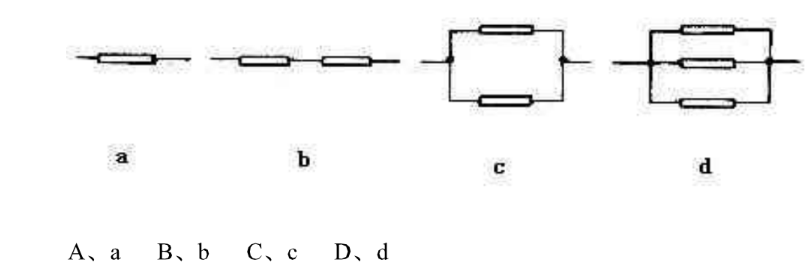 a b c d
A、a B、b C、c D、d